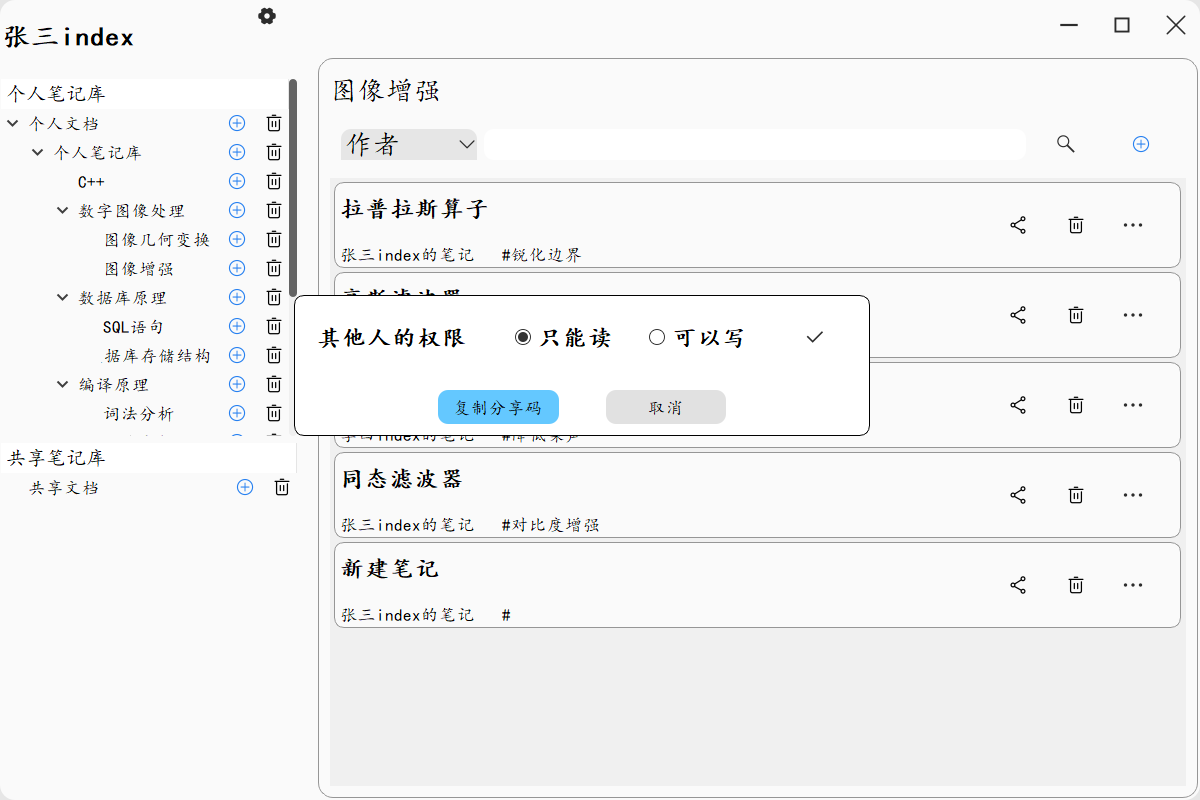 张三index
个人笔记库
个人文档
个人笔记库
C++
数字图像处理
图像几何变换
图像增强
数据库原理
SQL语句
据库存储结构
编译原理
词法分析
共享笔记库
共享文档
图像增强
作者
拉普拉斯算子
张三index的笔记 #锐化边界
其他人的权限 只能读 可以写
复制分享码 取消
同态滤波器
张三index的笔记 #对比度增强
新建笔记
张三index的笔记 #